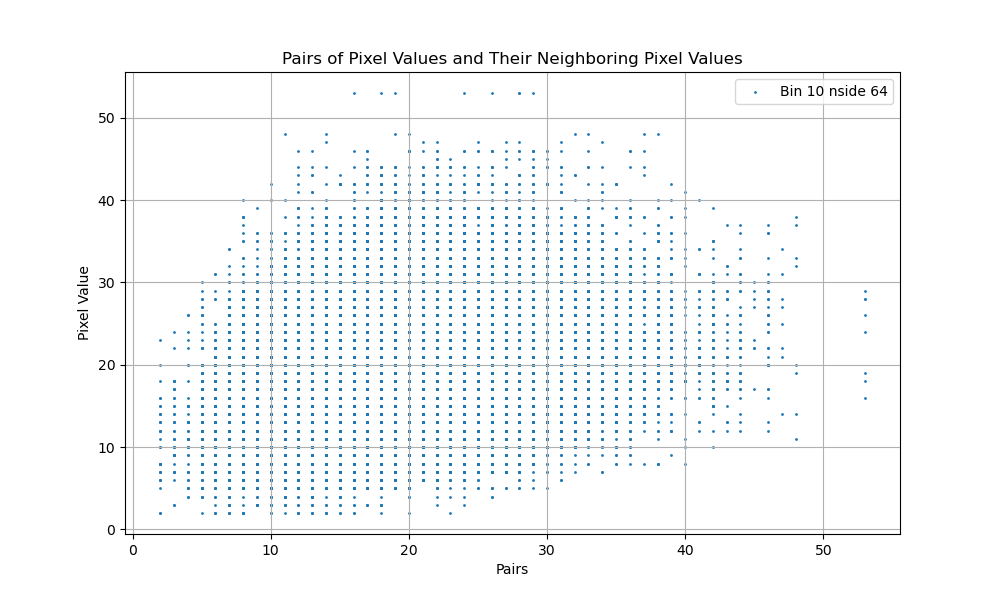 Pairs of Pixel Values and Their Neighboring Pixel Values
Bin 10 nside 64
Pixel Value
50
40
30
20
10
0
0 10 20 30 40 50
Pairs